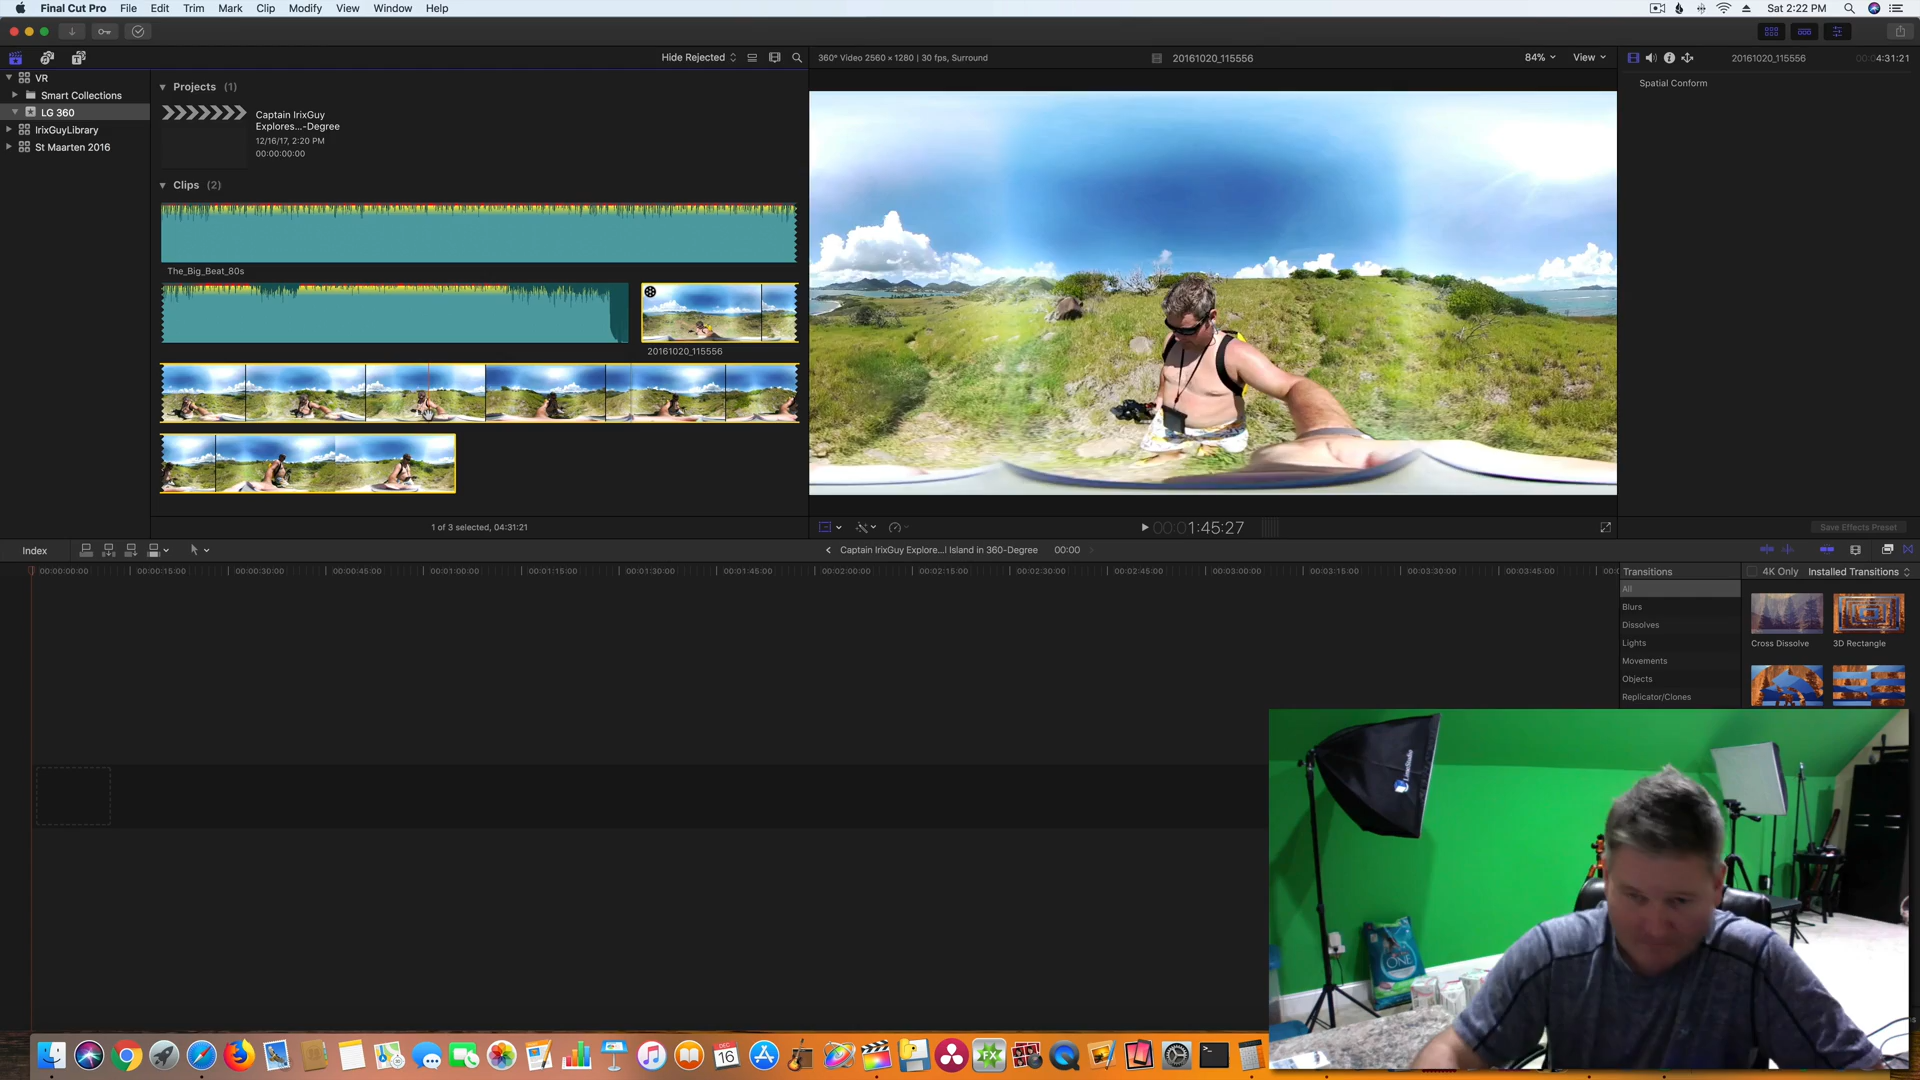 Final Cut Pro File Edit Trim Mark Clip Modify View Window Help
Sat 2:22 PM
Hide Rejected
360° Video 2560 × 1280 | 30 fps, Surround
20161020_115556
84%
View
20161020_115556
4:31:21
VR
Smart Collections
LG 360
IrixGuyLibrary
St Maarten 2016
Projects (1)
Captain IrixGuy
Explores...-Degree
12/16/17, 2:20 PM
00:00:00:00
Clips (2)
The_Big_Beat_80s
20161020_115556
1 of 3 selected, 04:31:21
Spatial Conform
00:00:1:45:27
Save Effects Preset
Index
Captain IrixGuy Explore...l Island in 360-Degree
00:00
00:00:00:00 00:00:15:00 00:00:30:00 00:00:45:00 00:01:00:00 00:01:15:00 00:01:30:00 00:01:45:00 00:02:00:00 00:02:15:00 00:02:30:00 00:02:45:00 00:03:00:00 00:03:15:00 00:03:30:00 00:03:45:00
Transitions
4K Only
Installed Transitions
All
Blurs
Dissolves
Lights
Movements
Objects
Replicator/Clones
Cross Dissolve
3D Rectangle
LimoStudio
ONE
DEC
16
FX